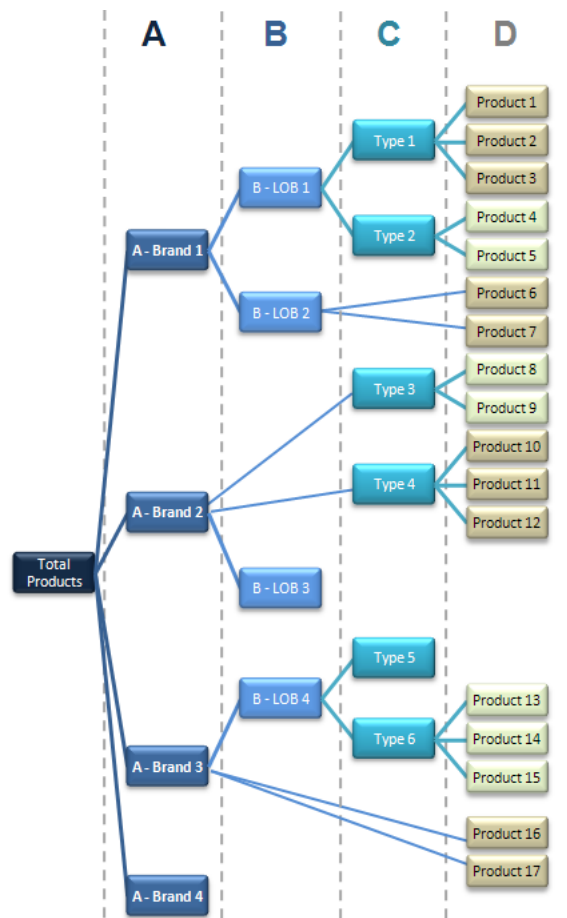 A B C D
Product 1
Type 1
Product 2
Product 3
B - LOB 1
Product 4
Type 2
A - Brand 1
Product 5
Product 6
B - LOB 2
Product 7
Product 8
Type 3
Product 9
Product 10
Type 4
Product 11
A - Brand 2
Product 12
Total
Products
B - LOB 3
Type 5
B - LOB 4
Product 13
Type 6
Product 14
A - Brand 3
Product 15
Product 16
Product 17
A - Brand 4